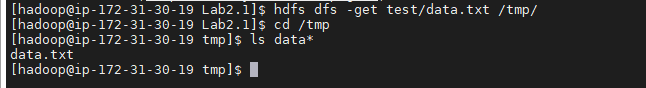 [hadoop@ip-172-31-30-19 Lab2.1]$ hdfs dfs -get test/data.txt /tmp/
[hadoop@ip-172-31-30-19 Lab2.1]$ cd /tmp
[hadoop@ip-172-31-30-19 tmp]$ ls data*
data.txt
[hadoop@ip-172-31-30-19 tmp]$